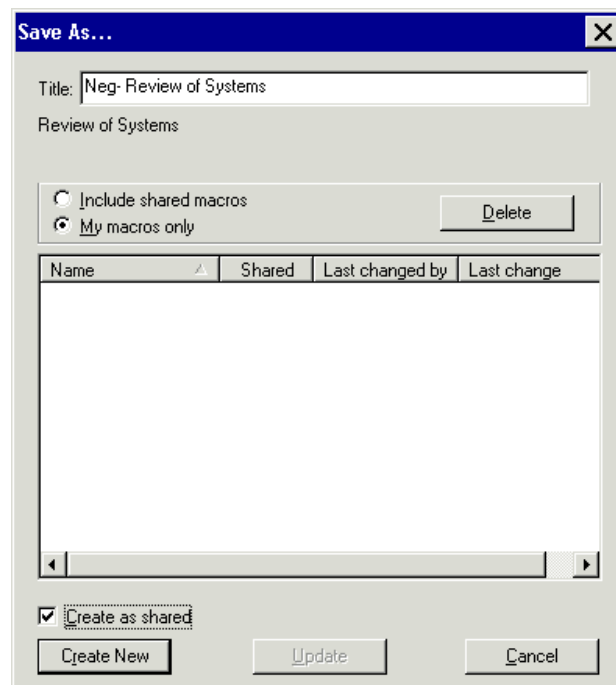 Save As...
Title: Neg- Review of Systems
Review of Systems
Include shared macros
My macros only
Delete
Name Shared Last changed by Last change
Create as shared
Create New Update Cancel